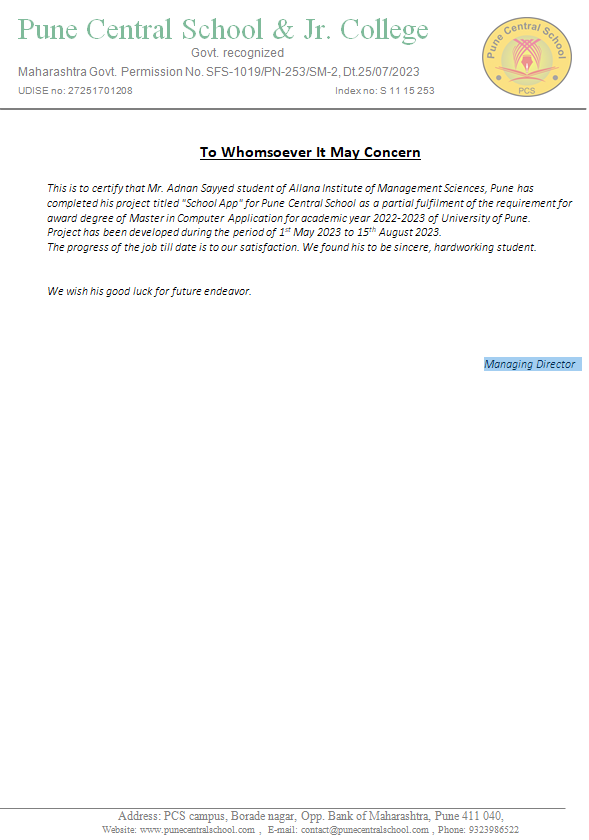 Pune Central School & Jr. College
Govt. recognized
Maharashtra Govt. Permission No. SFS-1019/PN-253/SM-2, Dt.25/07/2023
UDISE no: 27251701208 Index no: S 11 15 253
Pune Central School
PCS
To Whomsoever It May Concern
This is to certify that Mr. Adnan Sayyed student of Allana Institute of Management Sciences, Pune has
completed his project titled "School App" for Pune Central School as a partial fulfilment of the requirement for
award degree of Master in Computer Application for academic year 2022-2023 of University of Pune.
Project has been developed during the period of 1st May 2023 to 15th August 2023.
The progress of the job till date is to our satisfaction. We found his to be sincere, hardworking student.
We wish his good luck for future endeavor.
Managing Director
Address: PCS campus, Borade nagar, Opp. Bank of Maharashtra, Pune 411 040,
Website: www.punecentralschool.com , E-mail: contact@punecentralschool.com , Phone: 9323986522